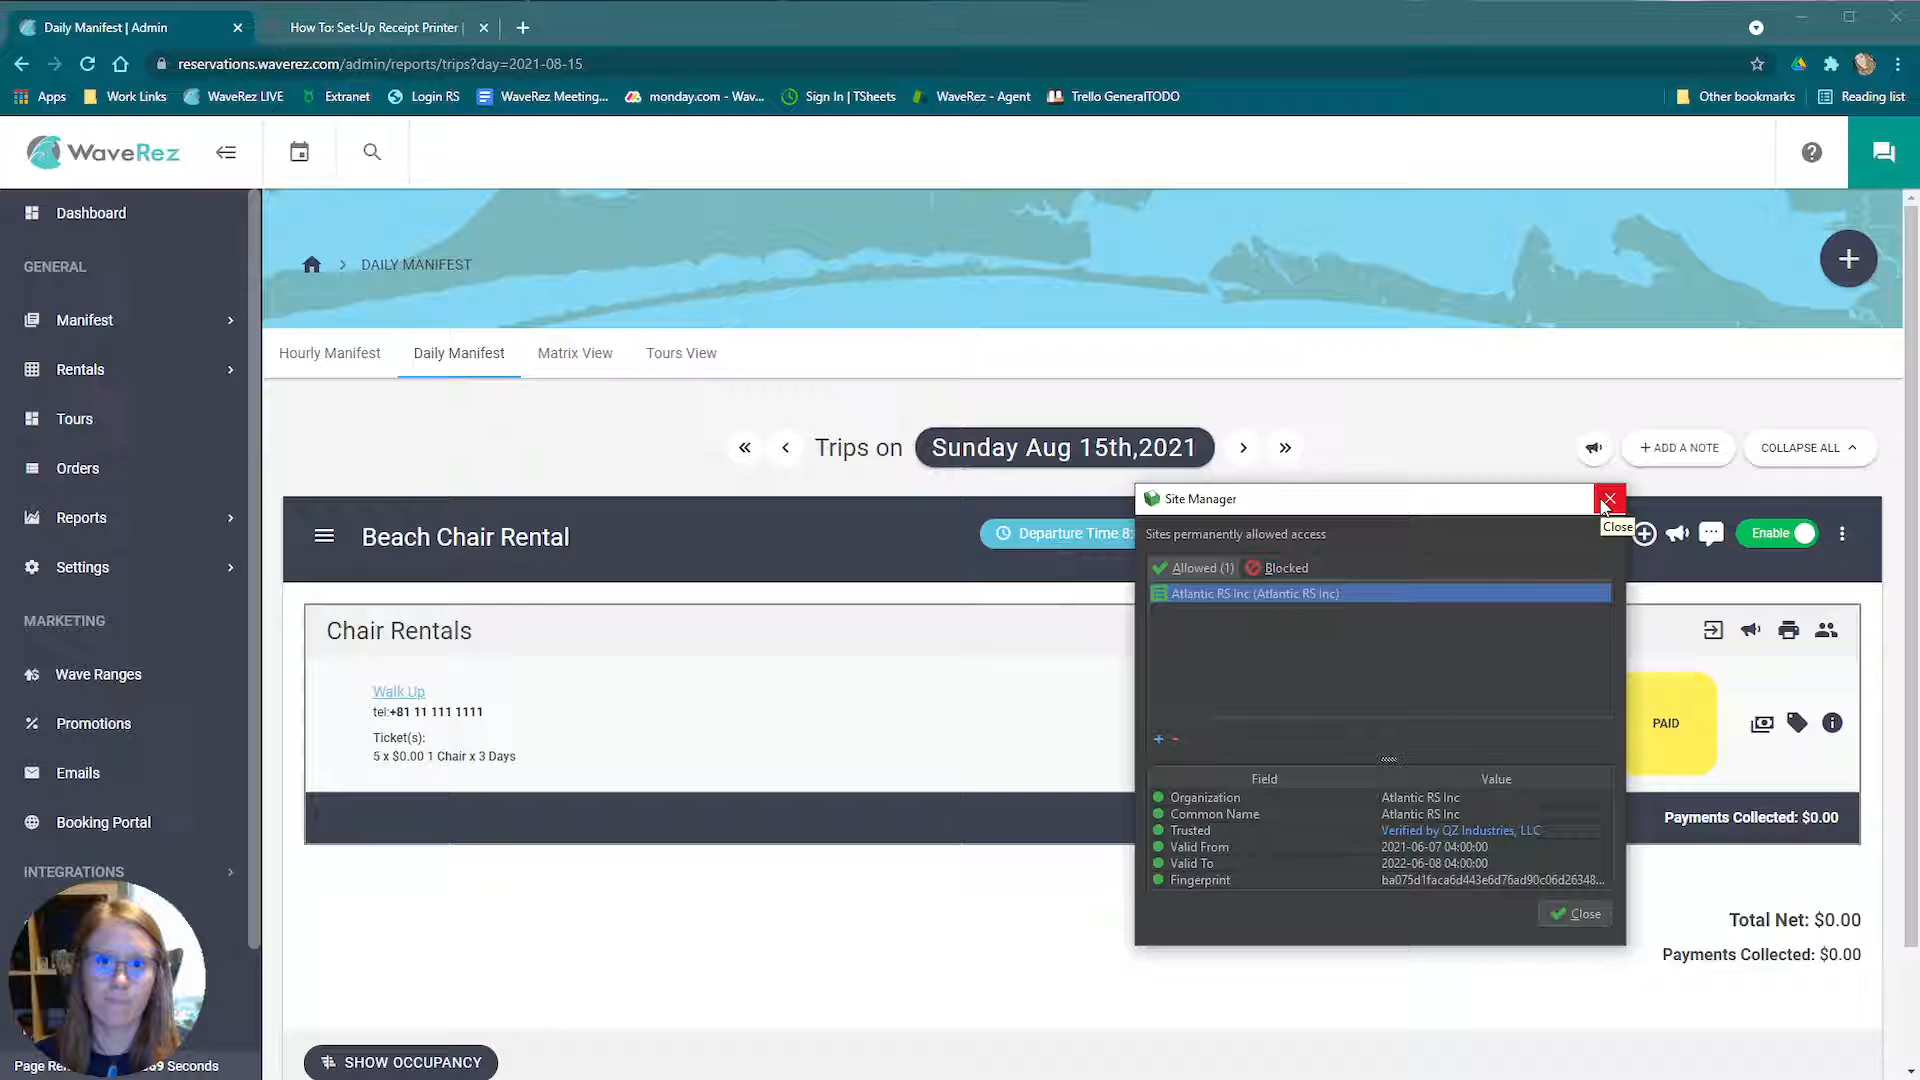 Daily Manifest | Admin
How To: Set-Up Receipt Printer |
reservations.waverez.com/admin/reports/trips?day=2021-08-15
Apps
Work Links
WaveRez LIVE
Extranet
Login RS
WaveRez Meeting...
monday.com - Wav...
Sign In | TSheets
WaveRez - Agent
Trello GeneralTODO
Other bookmarks
Reading list
WaveRez
Dashboard
GENERAL
Manifest
Rentals
Tours
Orders
Reports
Settings
MARKETING
Wave Ranges
Promotions
Emails
Booking Portal
INTEGRATIONS
Seconds
DAILY MANIFEST
Hourly Manifest
Daily Manifest
Matrix View
Tours View
Trips on
Sunday Aug 15th,2021
+ ADD A NOTE
COLLAPSE ALL
Beach Chair Rental
Departure Time 8:
Enable
Chair Rentals
Walk Up
tel:+81 11 111 1111
Ticket(s):
5 x $0.00 1 Chair x 3 Days
PAID
Payments Collected: $0.00
Total Net: $0.00
Payments Collected: $0.00
SHOW OCCUPANCY
Site Manager
Close
Sites permanently allowed access
Allowed (1)
Blocked
Atlantic RS Inc (Atlantic RS Inc)
Field Value
Organization Atlantic RS Inc
Common Name Atlantic RS Inc
Trusted Verified by QZ Industries, LLC
Valid From 2021-06-07 04:00:00
Valid To 2022-06-08 04:00:00
Fingerprint ba075d1faca6d443e6d76ad90c06d26348...
Close